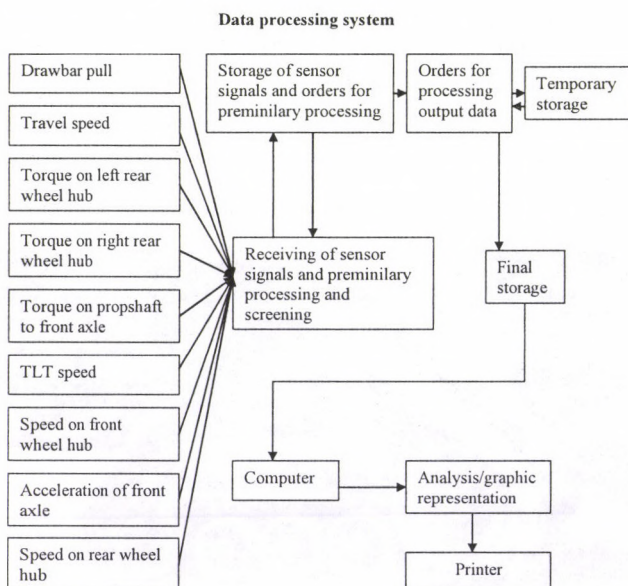 Data processing system
Drawbar pull
Travel speed
Torque on left rear
wheel hub
Torque on right rear
wheel hub
Torque on propshaft
to front axle
TLT speed
Speed on front
wheel hub
Acceleration of front
axle
Speed on rear wheel
hub
Storage of sensor
signals and orders for
preminilary processing
Orders for
processing
output data
Temporary
storage
Receiving of sensor
signals and preminilary
processing and
screening
Final
storage
Computer
Analysis/graphic
representation
Printer